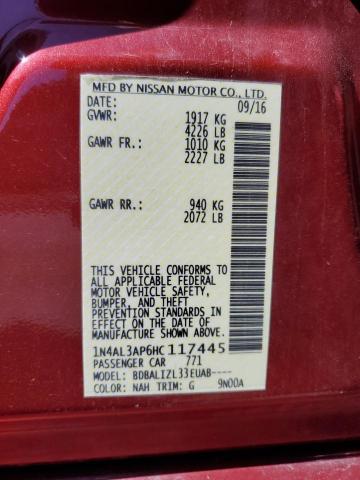 MFD BY NISSAN MOTOR CO., LTD.
DATE: 09/16
GVWR: 1917 KG
4226 LB
GAWR FR.: 1010 KG
2227 LB
GAWR RR.: 940 KG
2072 LB
THIS VEHICLE CONFORMS TO
ALL APPLICABLE FEDERAL
MOTOR VEHICLE SAFETY,
BUMPER, AND THEFT
PREVENTION STANDARDS
IN EFFECT ON THE DATE OF
MANUFACTURE SHOWN ABOVE.
1N4AL3AP6HC117445
PASSENGER CAR 771
MODEL: BDBALIZL33EUAB----
COLOR: NAH TRIM: G 9N00A